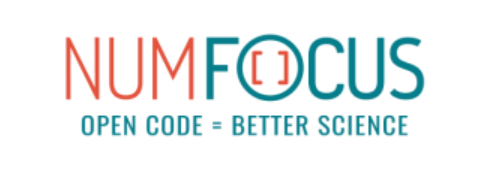 NUMFOCUS
OPEN CODE = BETTER SCIENCE